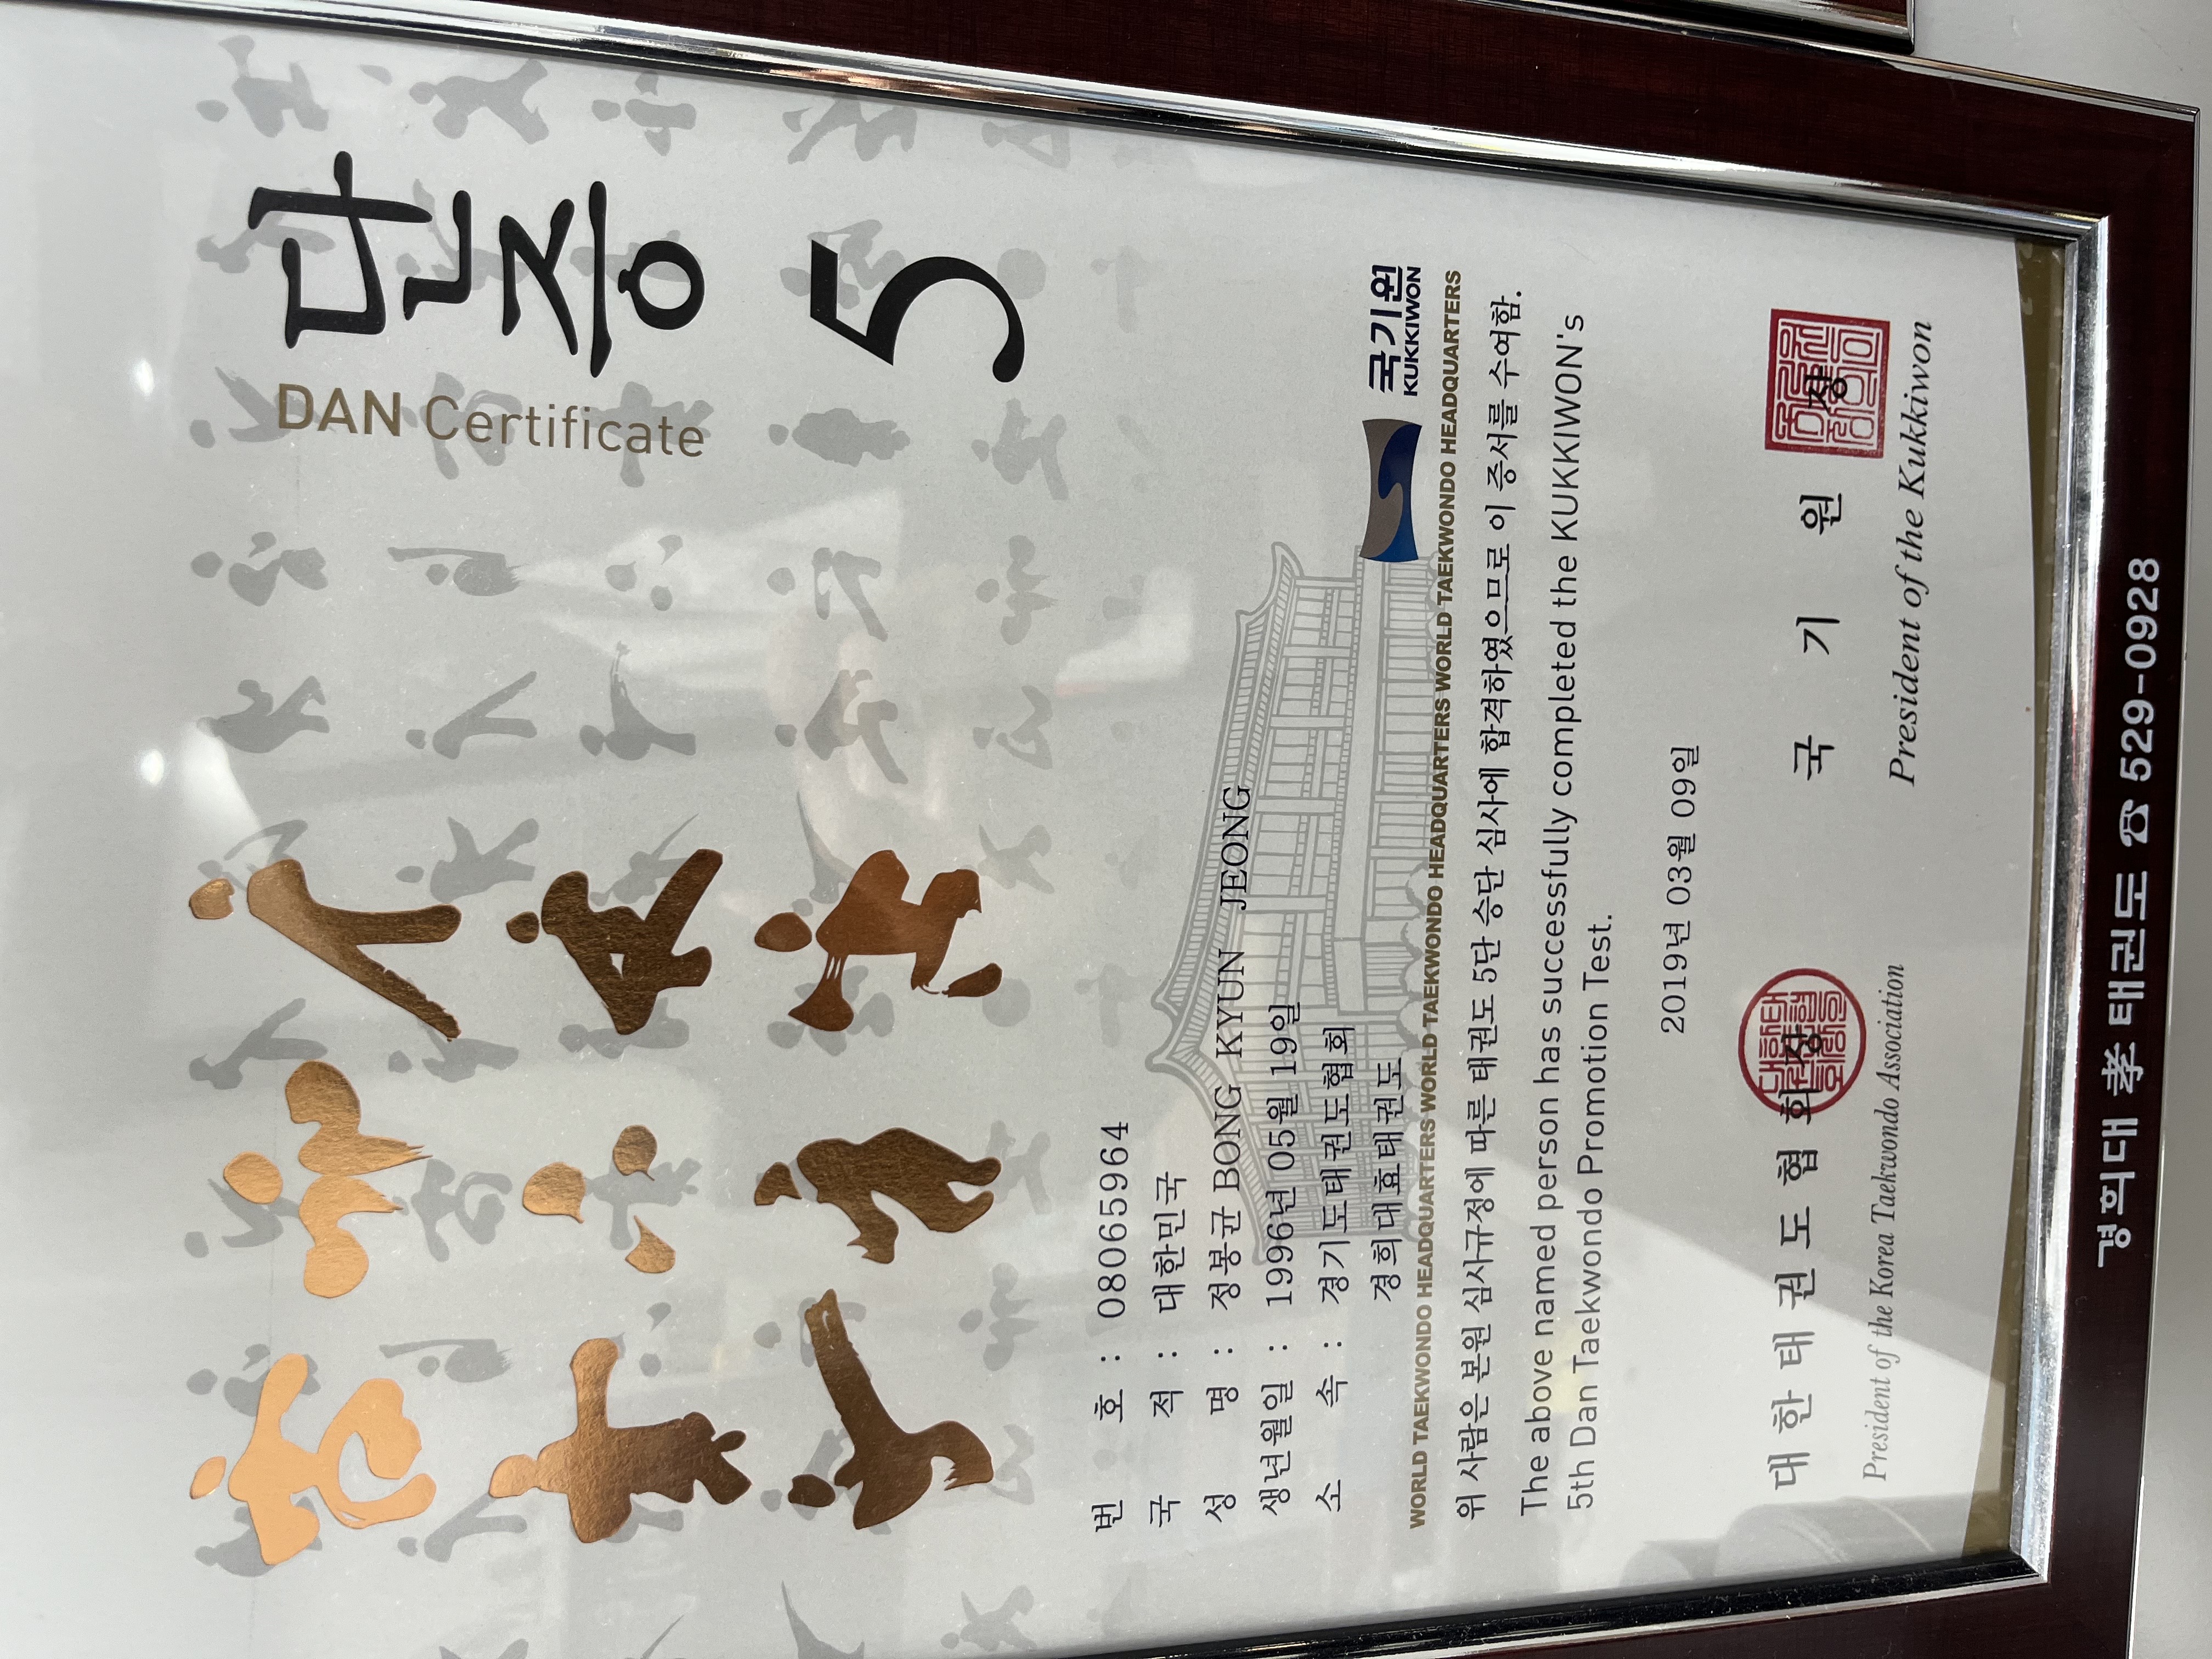 단증
DAN Certificate
5
번 호 : 08065964
국 적 : 대한민국
성 명 : 정봉균 BONG KYUN JEONG
생년월일 : 1996년 05월 19일
소 속 : 경기도태권도협회
경희대효태권도
국기원
KUKKIWON
WORLD TAEKWONDO HEADQUARTERS WORLD TAEKWONDO HEADQUARTERS WORLD TAEKWONDO HEADQUARTERS WORLD TAEKWONDO HEADQUARTERS WORLD TAEKWONDO HEADQUARTERS
위 사람은 본원 심사규정에 따른 태권도 5단 승단 심사에 합격하였으므로 이 증서를 수여함.
The above named person has successfully completed the KUKKIWON's
5th Dan Taekwondo Promotion Test.
2019년 03월 09일
대한태권도협회장
President of the Korea Taekwondo Association
국기원장
President of the Kukkiwon
경희대 孝 태권도 ☎ 529-0928